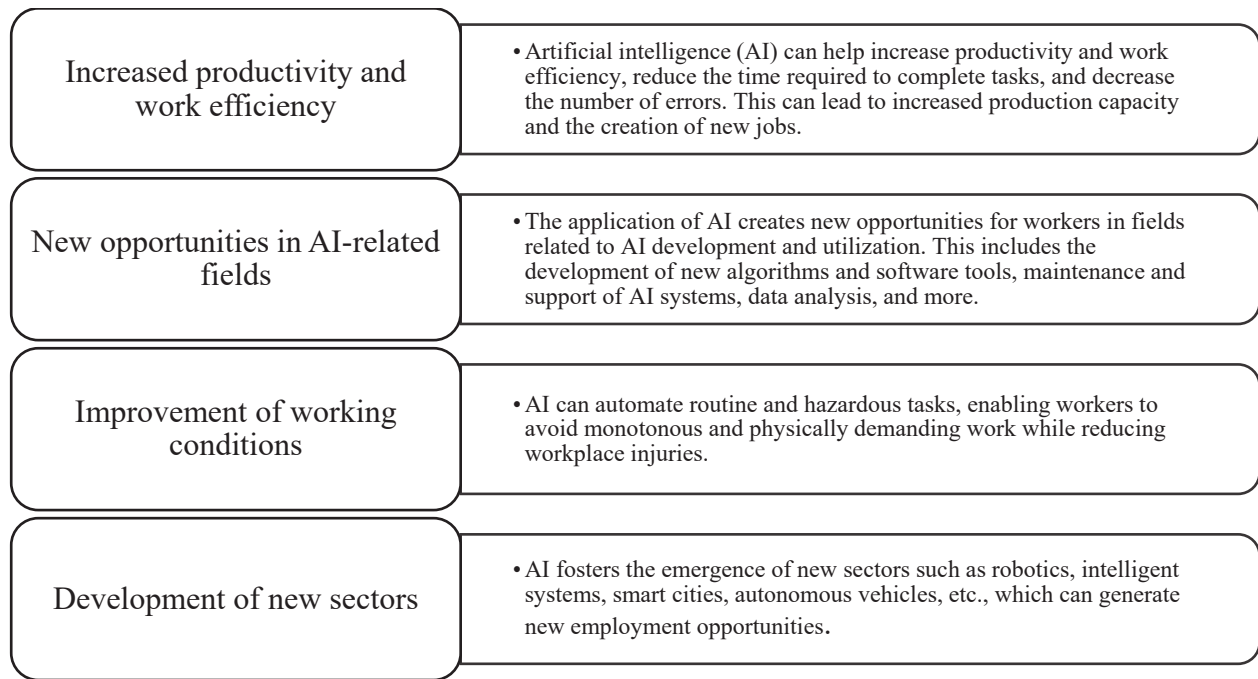 Increased productivity and
work efficiency
• Artificial intelligence (AI) can help increase productivity and work
efficiency, reduce the time required to complete tasks, and decrease
the number of errors. This can lead to increased production capacity
and the creation of new jobs.
New opportunities in AI-related
fields
• The application of AI creates new opportunities for workers in fields
related to AI development and utilization. This includes the
development of new algorithms and software tools, maintenance and
support of AI systems, data analysis, and more.
Improvement of working
conditions
• AI can automate routine and hazardous tasks, enabling workers to
avoid monotonous and physically demanding work while reducing
workplace injuries.
Development of new sectors
• AI fosters the emergence of new sectors such as robotics, intelligent
systems, smart cities, autonomous vehicles, etc., which can generate
new employment opportunities.